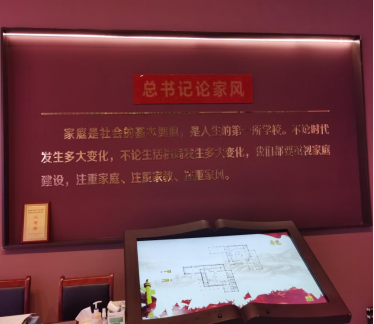 总书记论家风
家庭是社会的基本细胞，是人生的第一所学校。不论时代
发生多大变化，不论生活格局发生多大变化，我们都要重视家庭
建设，注重家庭、注重家教、注重家风。